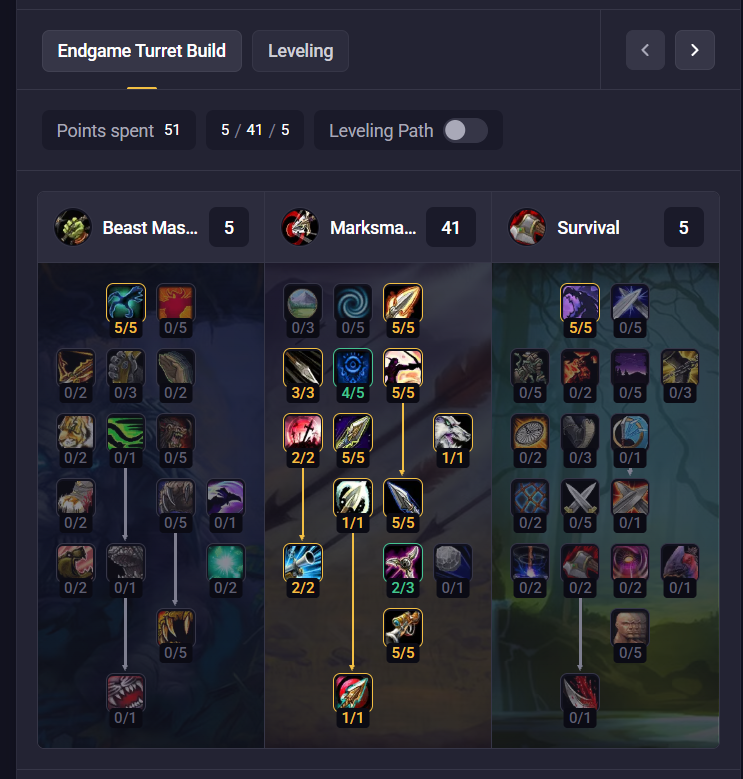 Endgame Turret Build Leveling
Points spent 51 5 / 41 / 5 Leveling Path
Beast Mas... 5 Marksma... 41 Survival 5
5/5 0/5 0/3 0/5 5/5 5/5 0/5
0/2 0/3 0/2 3/3 4/5 5/5 0/5 0/2 0/5 0/3
0/2 0/1 0/5 2/2 5/5 1/1 0/2 0/3 0/2
0/2 0/5 0/1 1/1 5/5 0/2 0/5 0/1
0/2 0/1 0/2 2/2 2/3 0/1 0/2 0/2 0/2 0/1
0/5 5/5 0/5
0/1 1/1 0/1